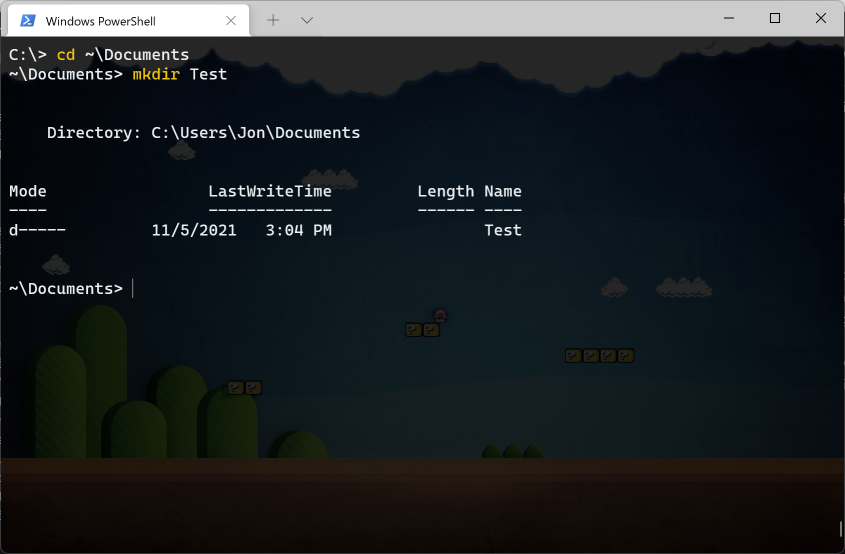 Windows PowerShell
C:\> cd ~\Documents
~\Documents> mkdir Test
    Directory: C:\Users\Jon\Documents
Mode                 LastWriteTime         Length Name
----                 -------------         ------ ----
d-----         11/5/2021   3:04 PM                Test
~\Documents>